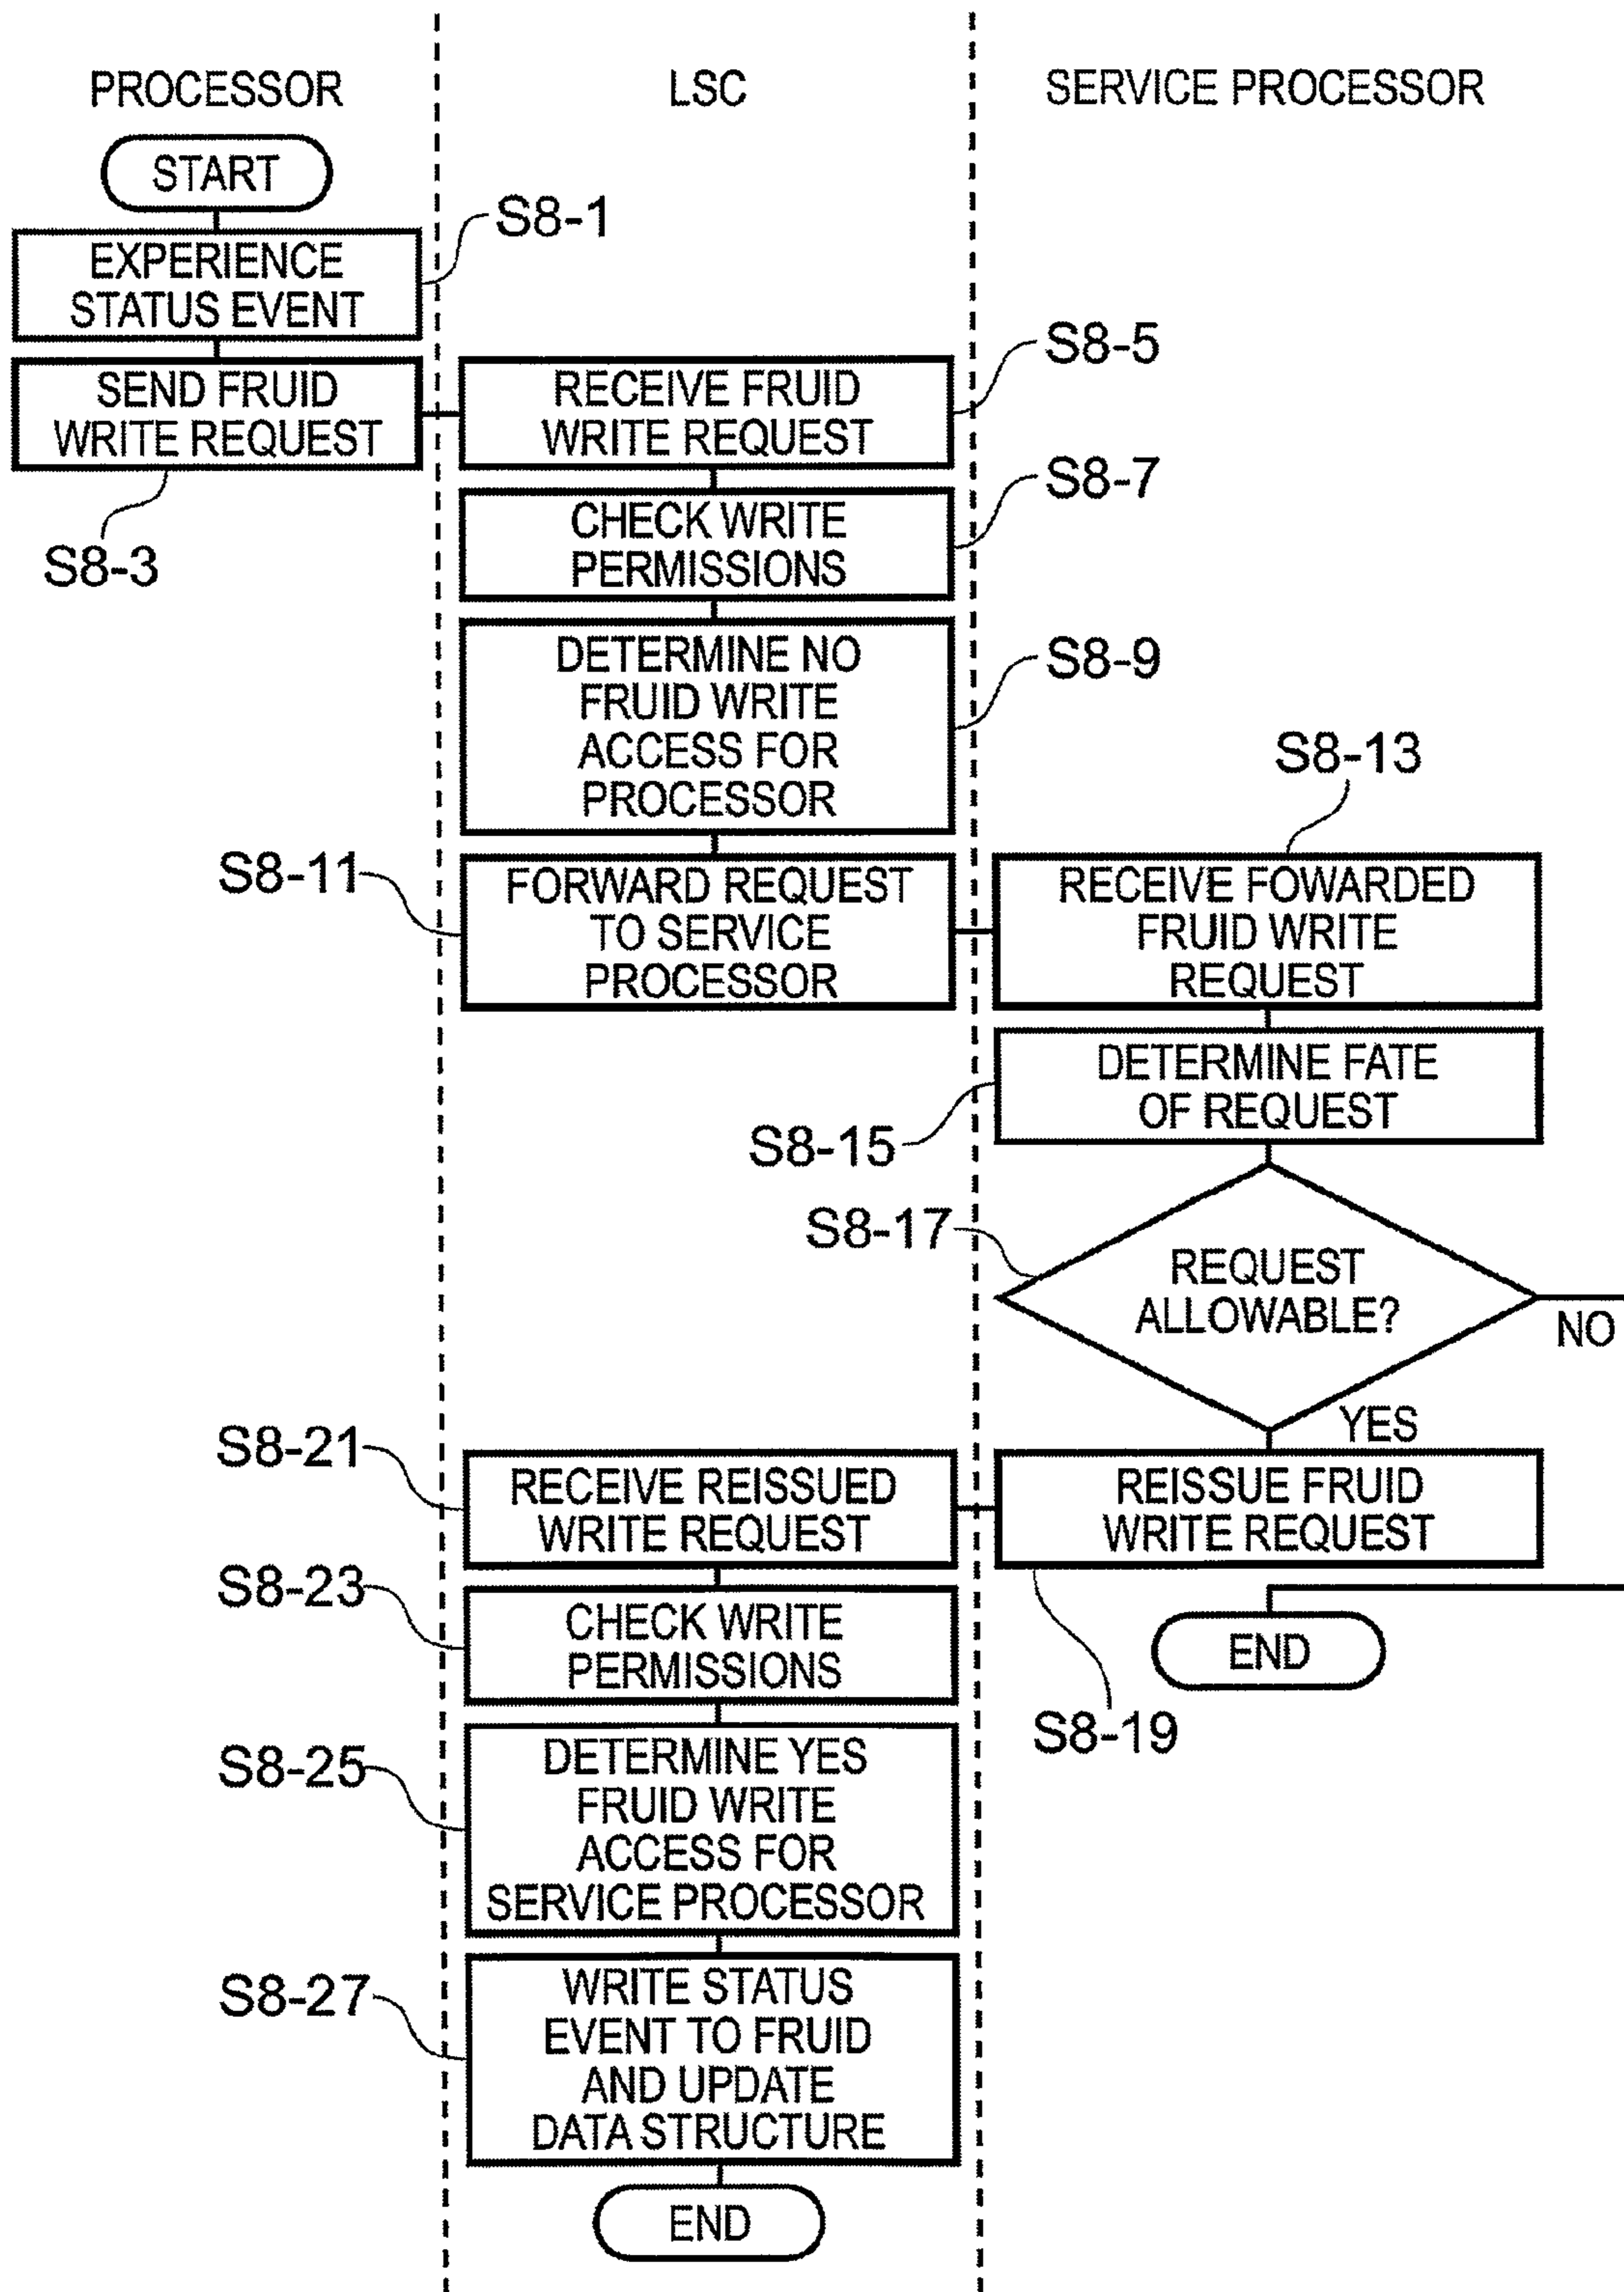 PROCESSOR
LSC
SERVICE PROCESSOR
START
S8-1
EXPERIENCE
STATUS EVENT
SEND FRUID
WRITE REQUEST
S8-3
S8-5
RECEIVE FRUID
WRITE REQUEST
S8-7
CHECK WRITE
PERMISSIONS
S8-9
DETERMINE NO
FRUID WRITE
ACCESS FOR
PROCESSOR
S8-11
FORWARD REQUEST
TO SERVICE
PROCESSOR
S8-13
RECEIVE FOWARDED
FRUID WRITE
REQUEST
DETERMINE FATE
OF REQUEST
S8-15
S8-17
REQUEST
ALLOWABLE?
NO
YES
REISSUE FRUID
WRITE REQUEST
S8-19
END
S8-21
RECEIVE REISSUED
WRITE REQUEST
S8-23
CHECK WRITE
PERMISSIONS
S8-25
DETERMINE YES
FRUID WRITE
ACCESS FOR
SERVICE PROCESSOR
S8-27
WRITE STATUS
EVENT TO FRUID
AND UPDATE
DATA STRUCTURE
END